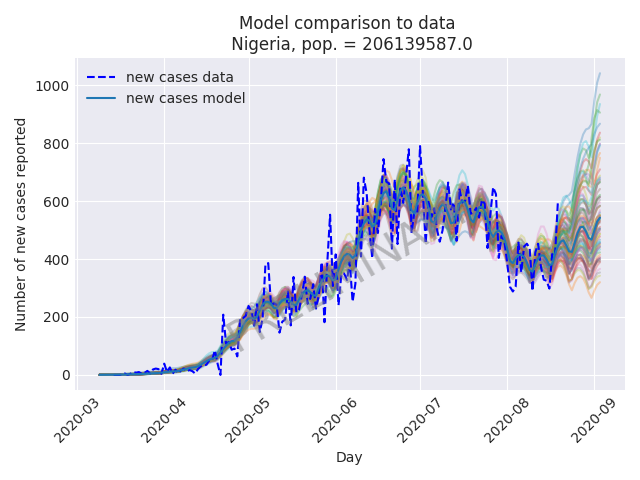 Model comparison to data
Nigeria, pop. = 206139587.0
new cases data
new cases model
Number of new cases reported
1000
800
600
400
200
0
PRELIMINARY
2020-03
2020-04
2020-05
2020-06
2020-07
2020-08
2020-09
Day